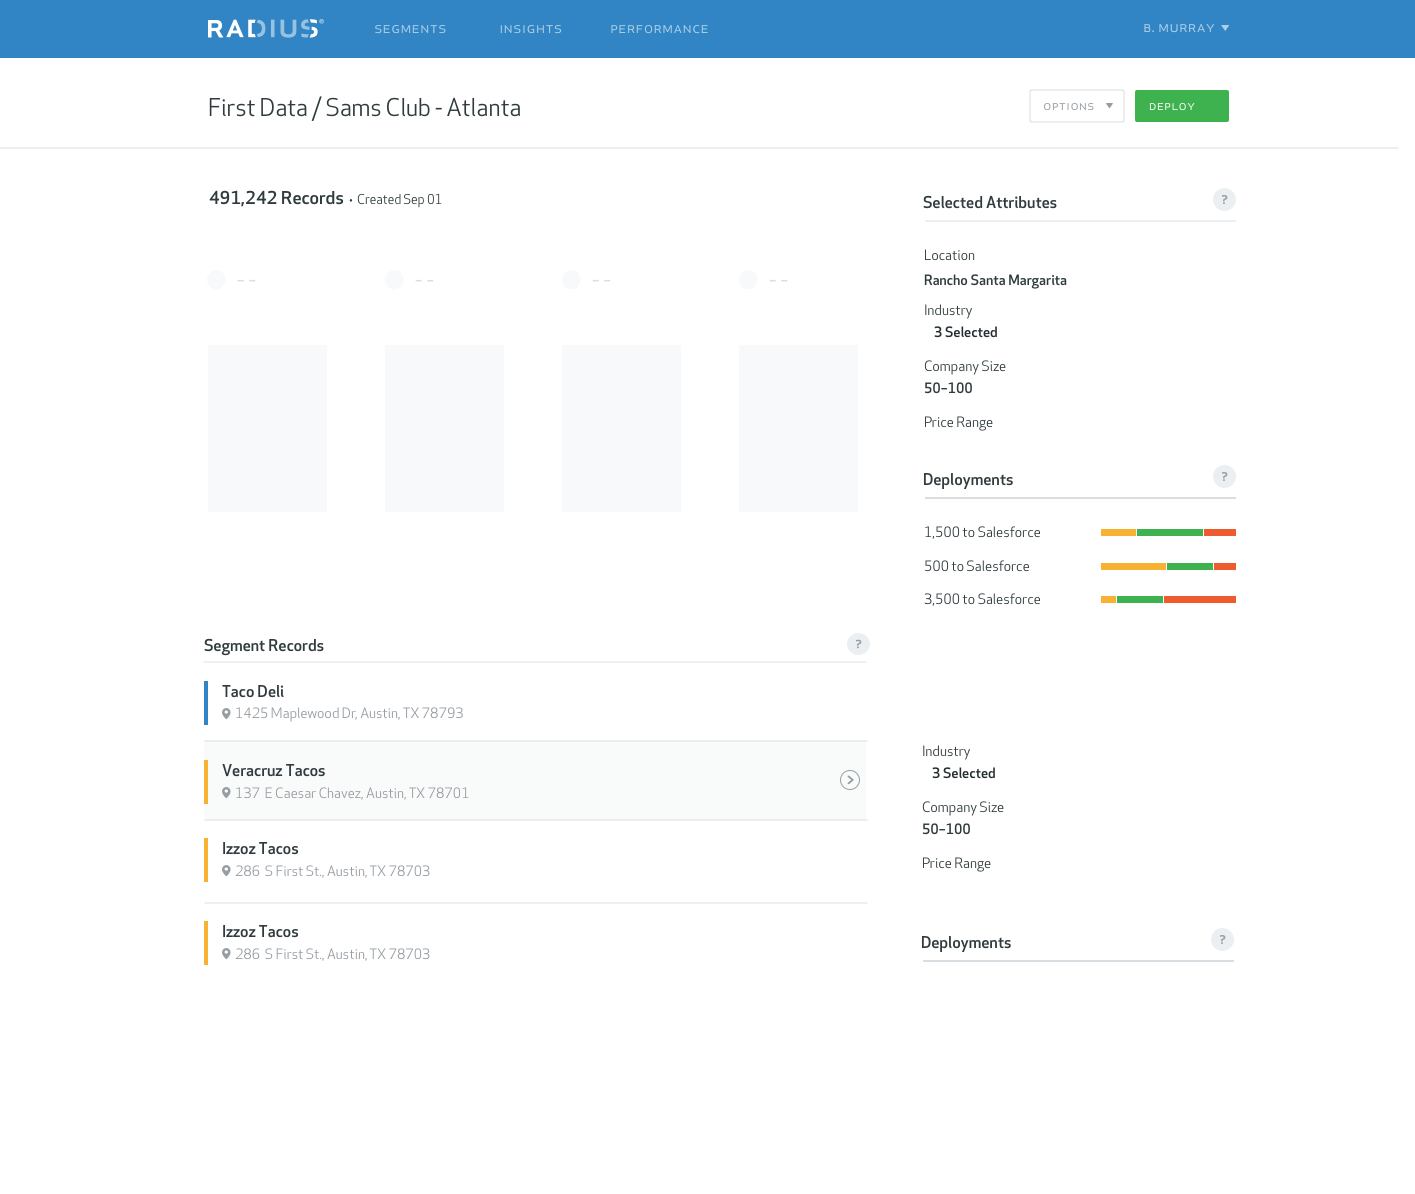 RADIUS®
SEGMENTS
INSIGHTS
PERFORMANCE
B. MURRAY
First Data / Sams Club - Atlanta
OPTIONS
DEPLOY
491,242 Records • Created Sep 01
– –
– –
– –
– –
Segment Records
?
Taco Deli
1425 Maplewood Dr, Austin, TX 78793
Veracruz Tacos
137 E Caesar Chavez, Austin, TX 78701
Izzoz Tacos
286 S First St., Austin, TX 78703
Izzoz Tacos
286 S First St., Austin, TX 78703
Selected Attributes
?
Location
Rancho Santa Margarita
Industry
3 Selected
Company Size
50–100
Price Range
Deployments
?
1,500 to Salesforce
500 to Salesforce
3,500 to Salesforce
Industry
3 Selected
Company Size
50–100
Price Range
Deployments
?